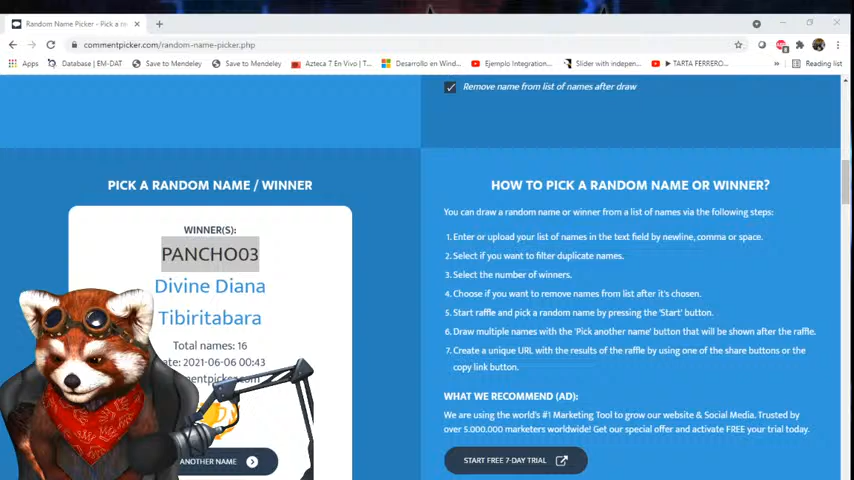 Random Name Picker - Pick a r
commentpicker.com/random-name-picker.php
Apps Database | EM-DAT Save to Mendeley Save to Mendeley Azteca 7 En Vivo | T... Desarrollo en Wind... Ejemplo Integration... Slider with indepen... ▶ TARTA FERRERO... » Reading list
Remove name from list of names after draw
PICK A RANDOM NAME / WINNER
WINNER(S):
PANCHO03
Divine Diana
Tibiritabara
Total names: 16
ate: 2021-06-06 00:43
mentpicker.com
ANOTHER NAME
HOW TO PICK A RANDOM NAME OR WINNER?
You can draw a random name or winner from a list of names via the following steps:
1. Enter or upload your list of names in the text field by newline, comma or space.
2. Select if you want to filter duplicate names.
3. Select the number of winners.
4. Choose if you want to remove names from list after it's chosen.
5. Start raffle and pick a random name by pressing the 'Start' button.
6. Draw multiple names with the 'Pick another name' button that will be shown after the raffle.
7. Create a unique URL with the results of the raffle by using one of the share buttons or the
copy link button.
WHAT WE RECOMMEND (AD):
We are using the world's #1 Marketing Tool to grow our website & Social Media. Trusted by
over 5.000.000 marketers worldwide! Get our special offer and activate FREE your trial today.
START FREE 7-DAY TRIAL